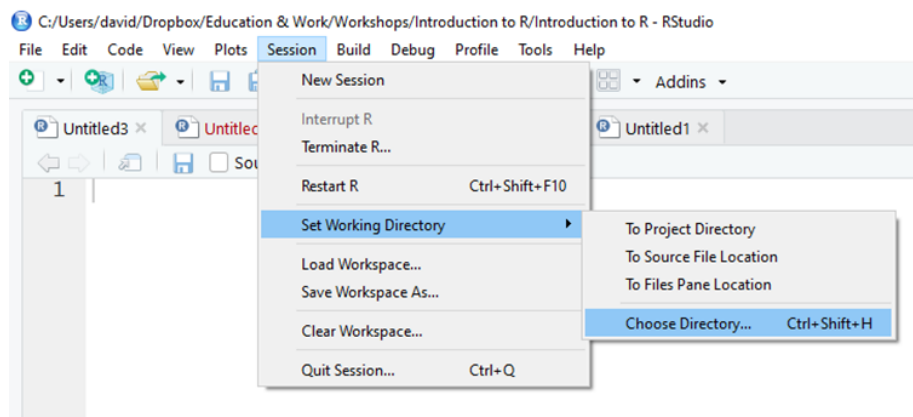 C:/Users/david/Dropbox/Education & Work/Workshops/Introduction to R/Introduction to R - RStudio
File Edit Code View Plots Session Build Debug Profile Tools Help
Addins
Untitled3 Untitled1
1
New Session
Interrupt R
Terminate R...
Restart R Ctrl+Shift+F10
Set Working Directory
Load Workspace...
Save Workspace As...
Clear Workspace...
Quit Session... Ctrl+Q
To Project Directory
To Source File Location
To Files Pane Location
Choose Directory... Ctrl+Shift+H